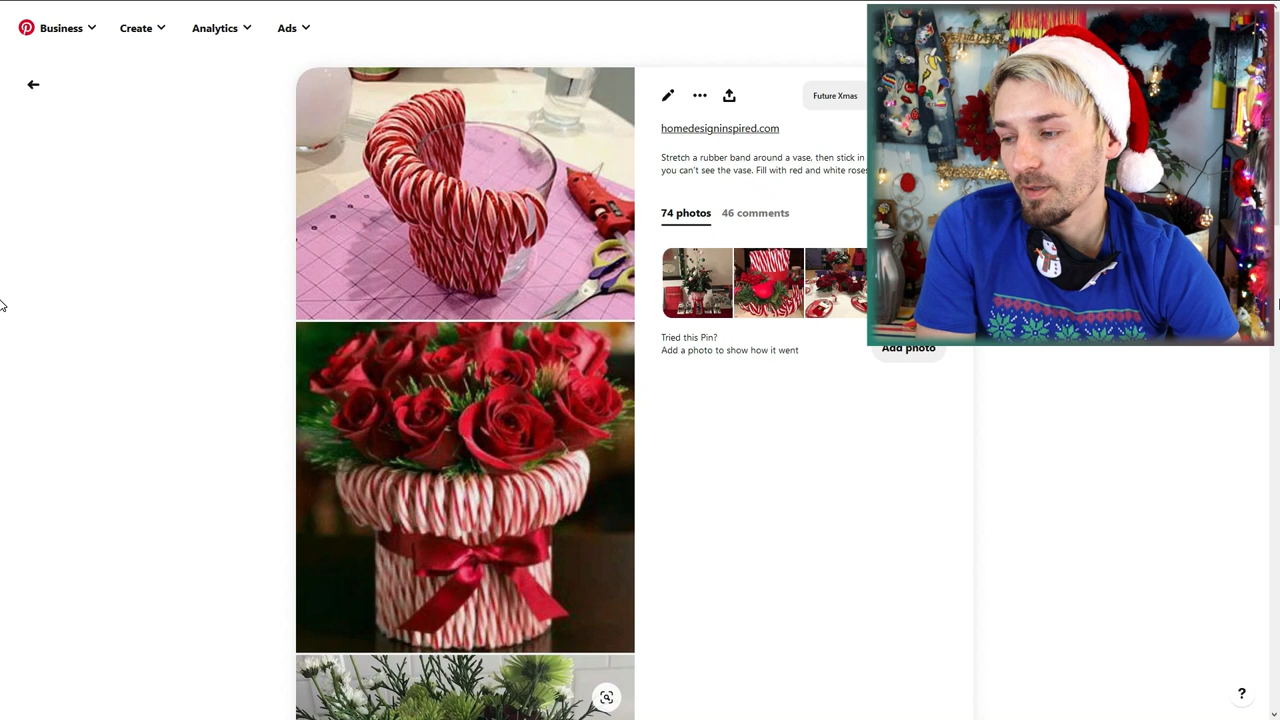 Business
Create
Analytics
Ads
Future Xmas
homedesigninspired.com
Stretch a rubber band around a vase, then stick in
you can't see the vase. Fill with red and white roses
74 photos
46 comments
Tried this Pin?
Add a photo to show how it went
Add photo
?